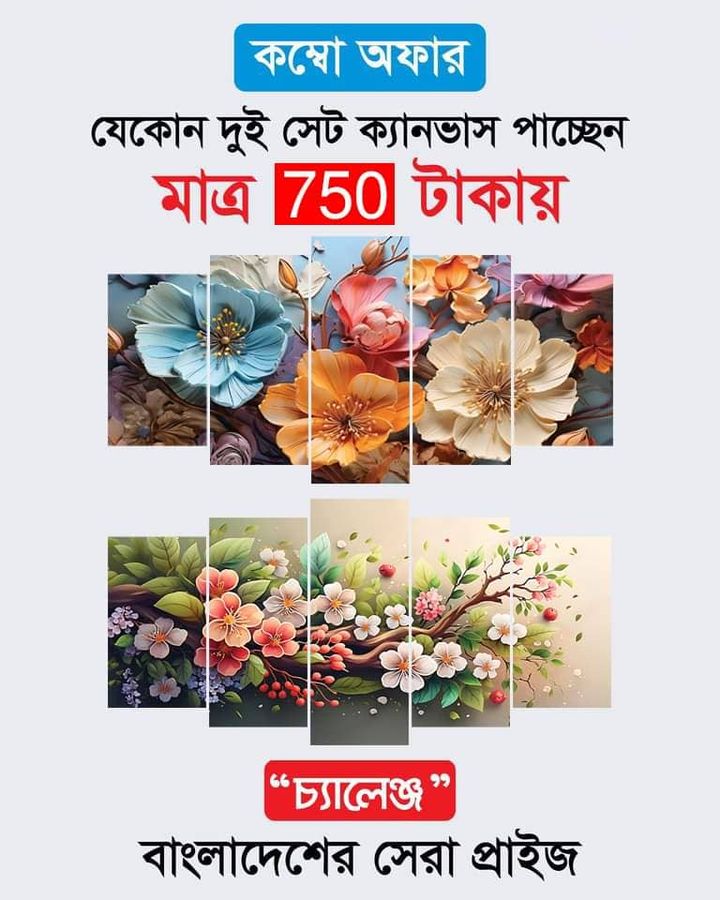 কম্বো অফার
যেকোন দুই সেট ক্যানভাস পাচ্ছেন
মাত্র 750 টাকায়
“চ্যালেঞ্জ”
বাংলাদেশের সেরা প্রাইজ